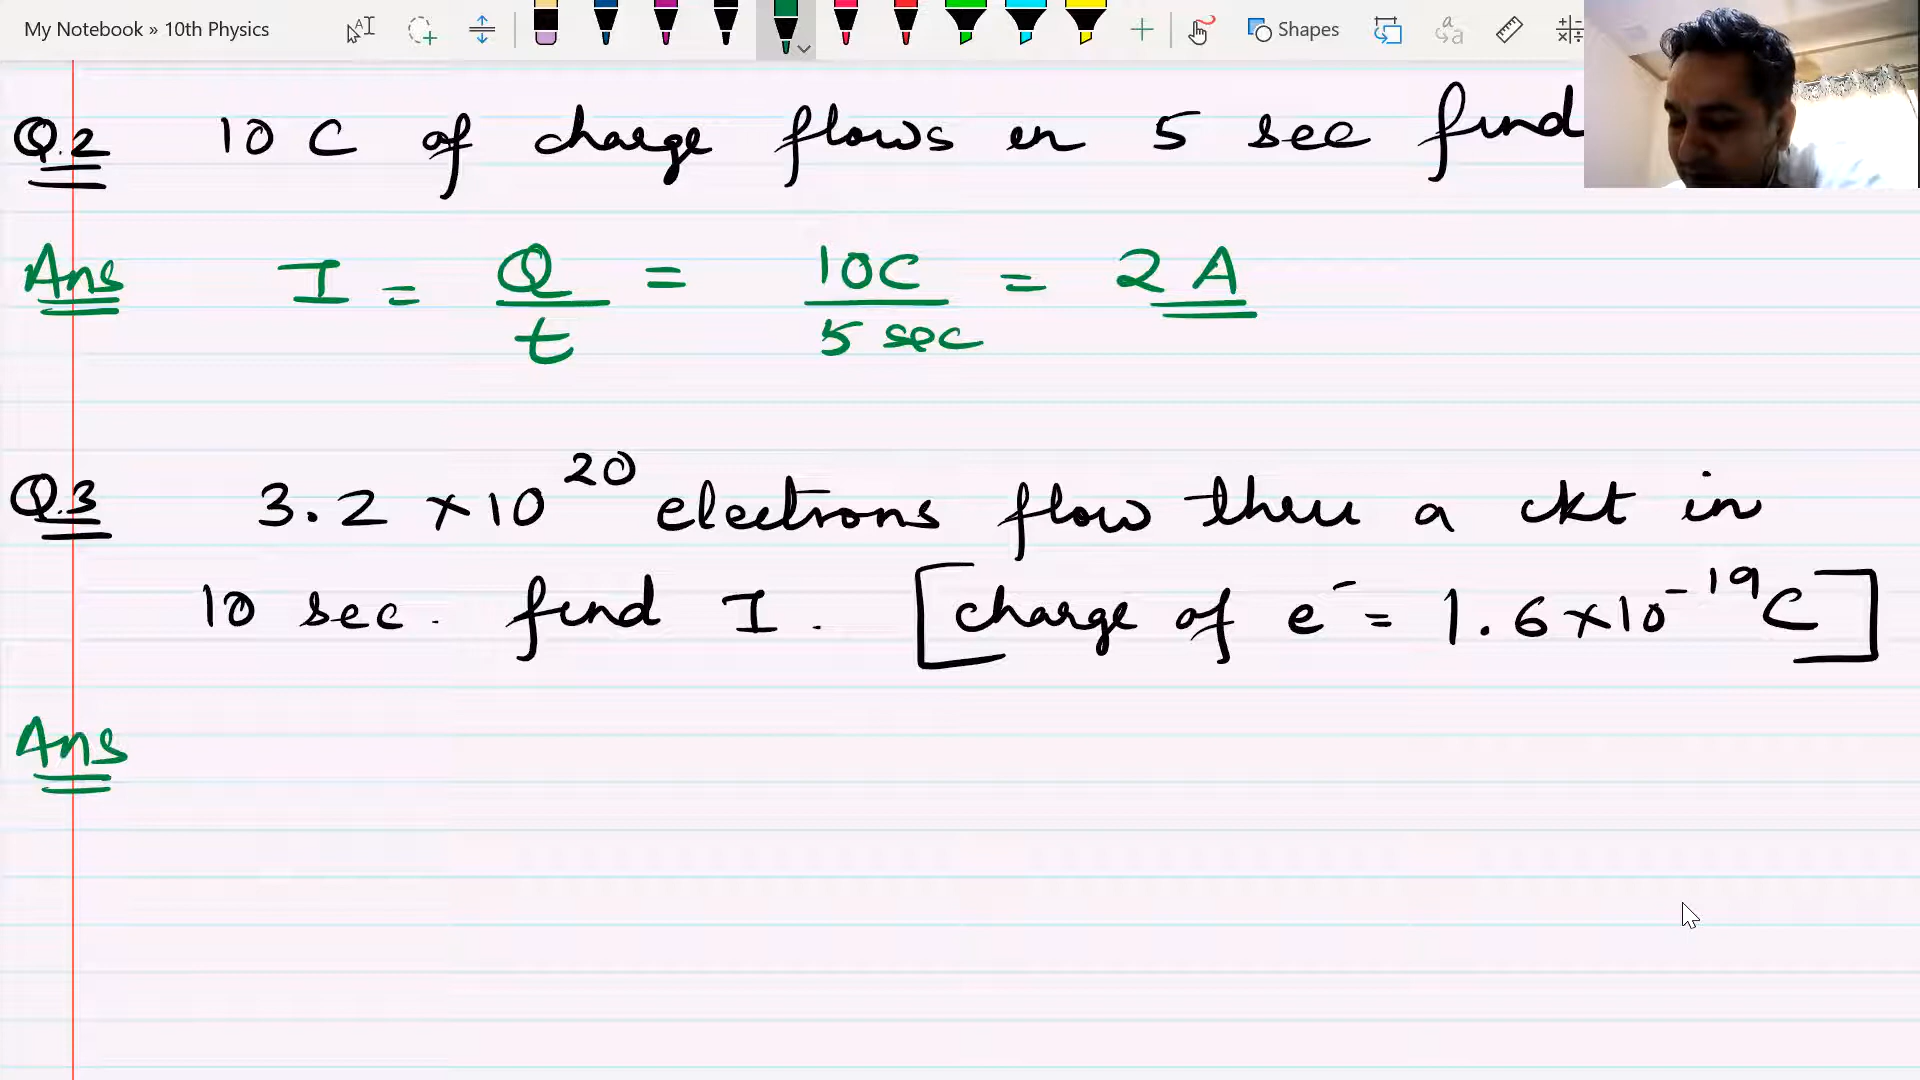 My Notebook » 10th Physics
Shapes
Q.2 10 C of charge flows in 5 sec find
Ans I = Q/t = 10C/5 sec = 2 A
Q.3 3.2 × 10^20 electrons flow thru a ckt in
10 sec. find I. [charge of e⁻ = 1.6 × 10^-19 C]
Ans